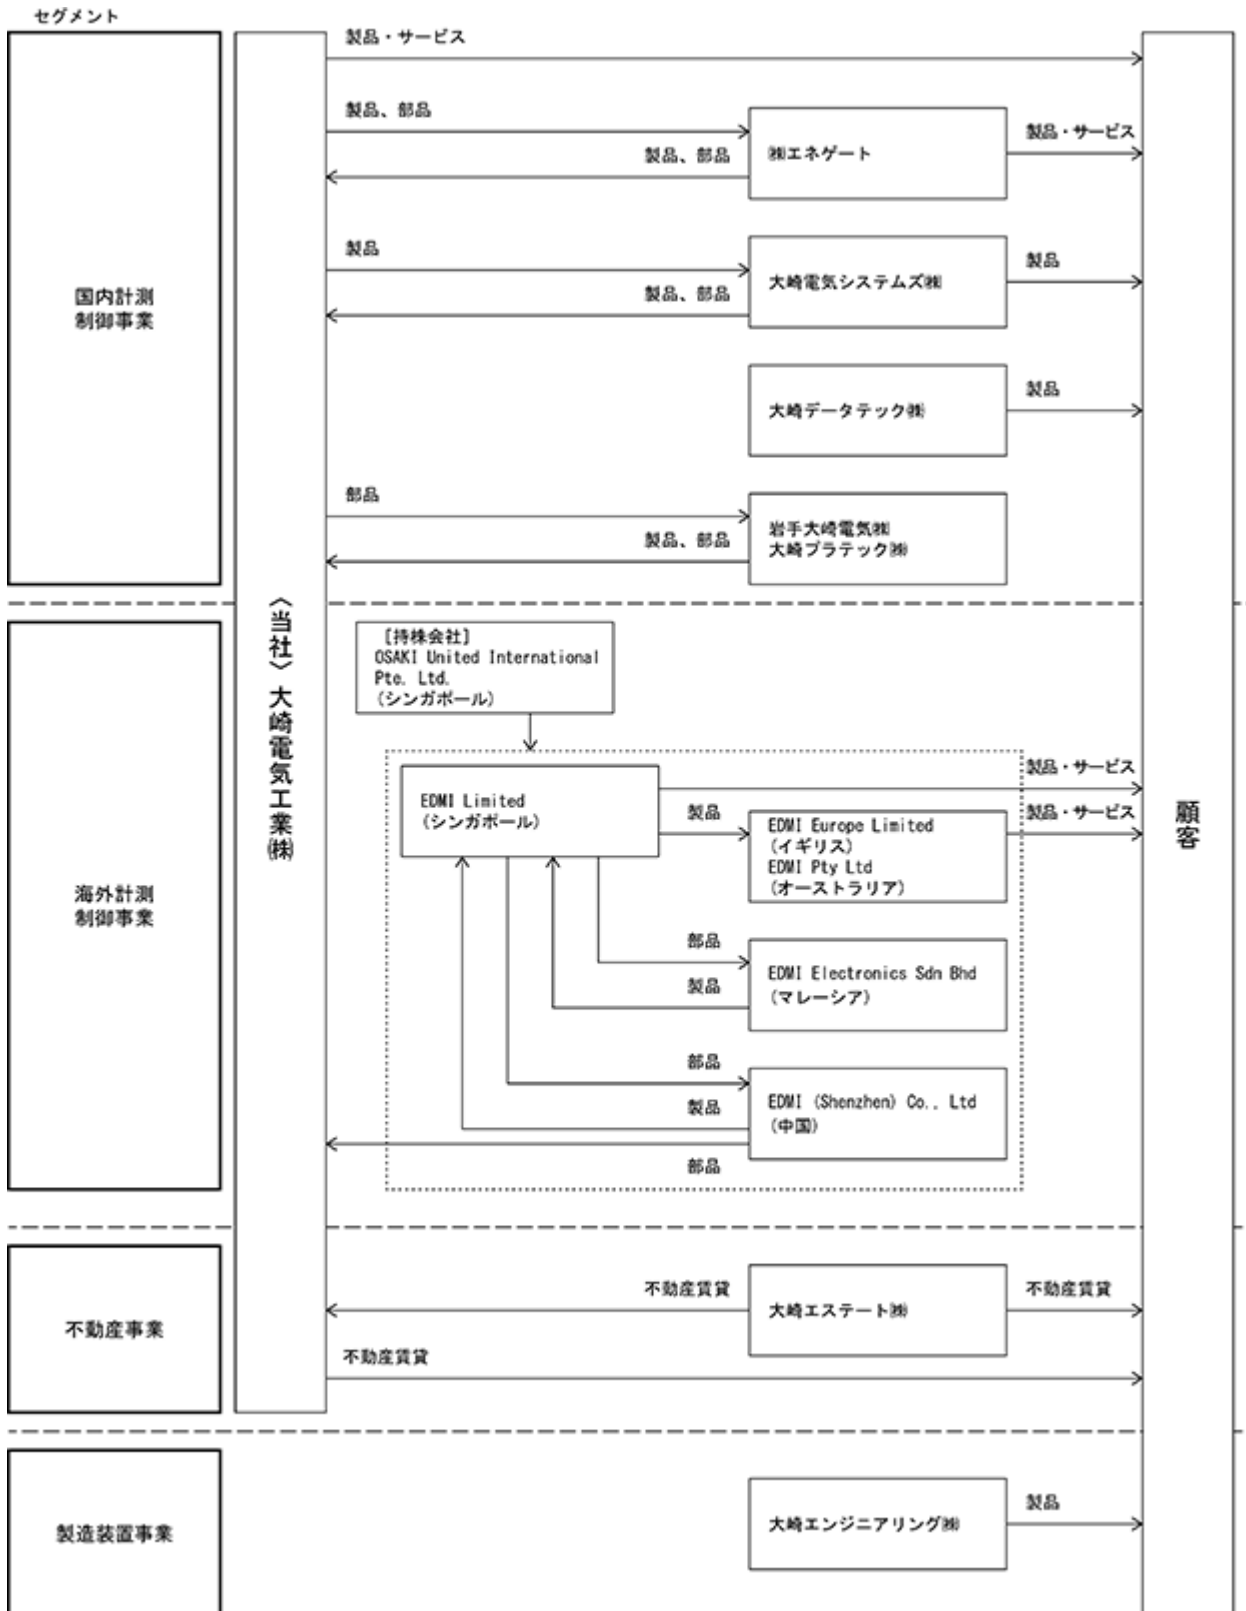 セグメント
製品・サービス
製品、部品
製品、部品
㈱エネゲート
製品・サービス
国内計測
制御事業
製品
製品、部品
大崎電気システムズ㈱
製品
大崎データテック㈱
製品
部品
製品、部品
岩手大崎電気㈱
大崎プラテック㈱
〈当社〉大崎電気工業㈱
顧客
海外計測
制御事業
[持株会社]
OSAKI United International
Pte. Ltd.
(シンガポール)
EDMI Limited
(シンガポール)
製品・サービス
製品
EDMI Europe Limited
(イギリス)
EDMI Pty Ltd
(オーストラリア)
製品・サービス
部品
製品
EDMI Electronics Sdn Bhd
(マレーシア)
部品
製品
部品
EDMI (Shenzhen) Co., Ltd
(中国)
不動産事業
不動産賃貸
大崎エステート㈱
不動産賃貸
不動産賃貸
製造装置事業
大崎エンジニアリング㈱
製品